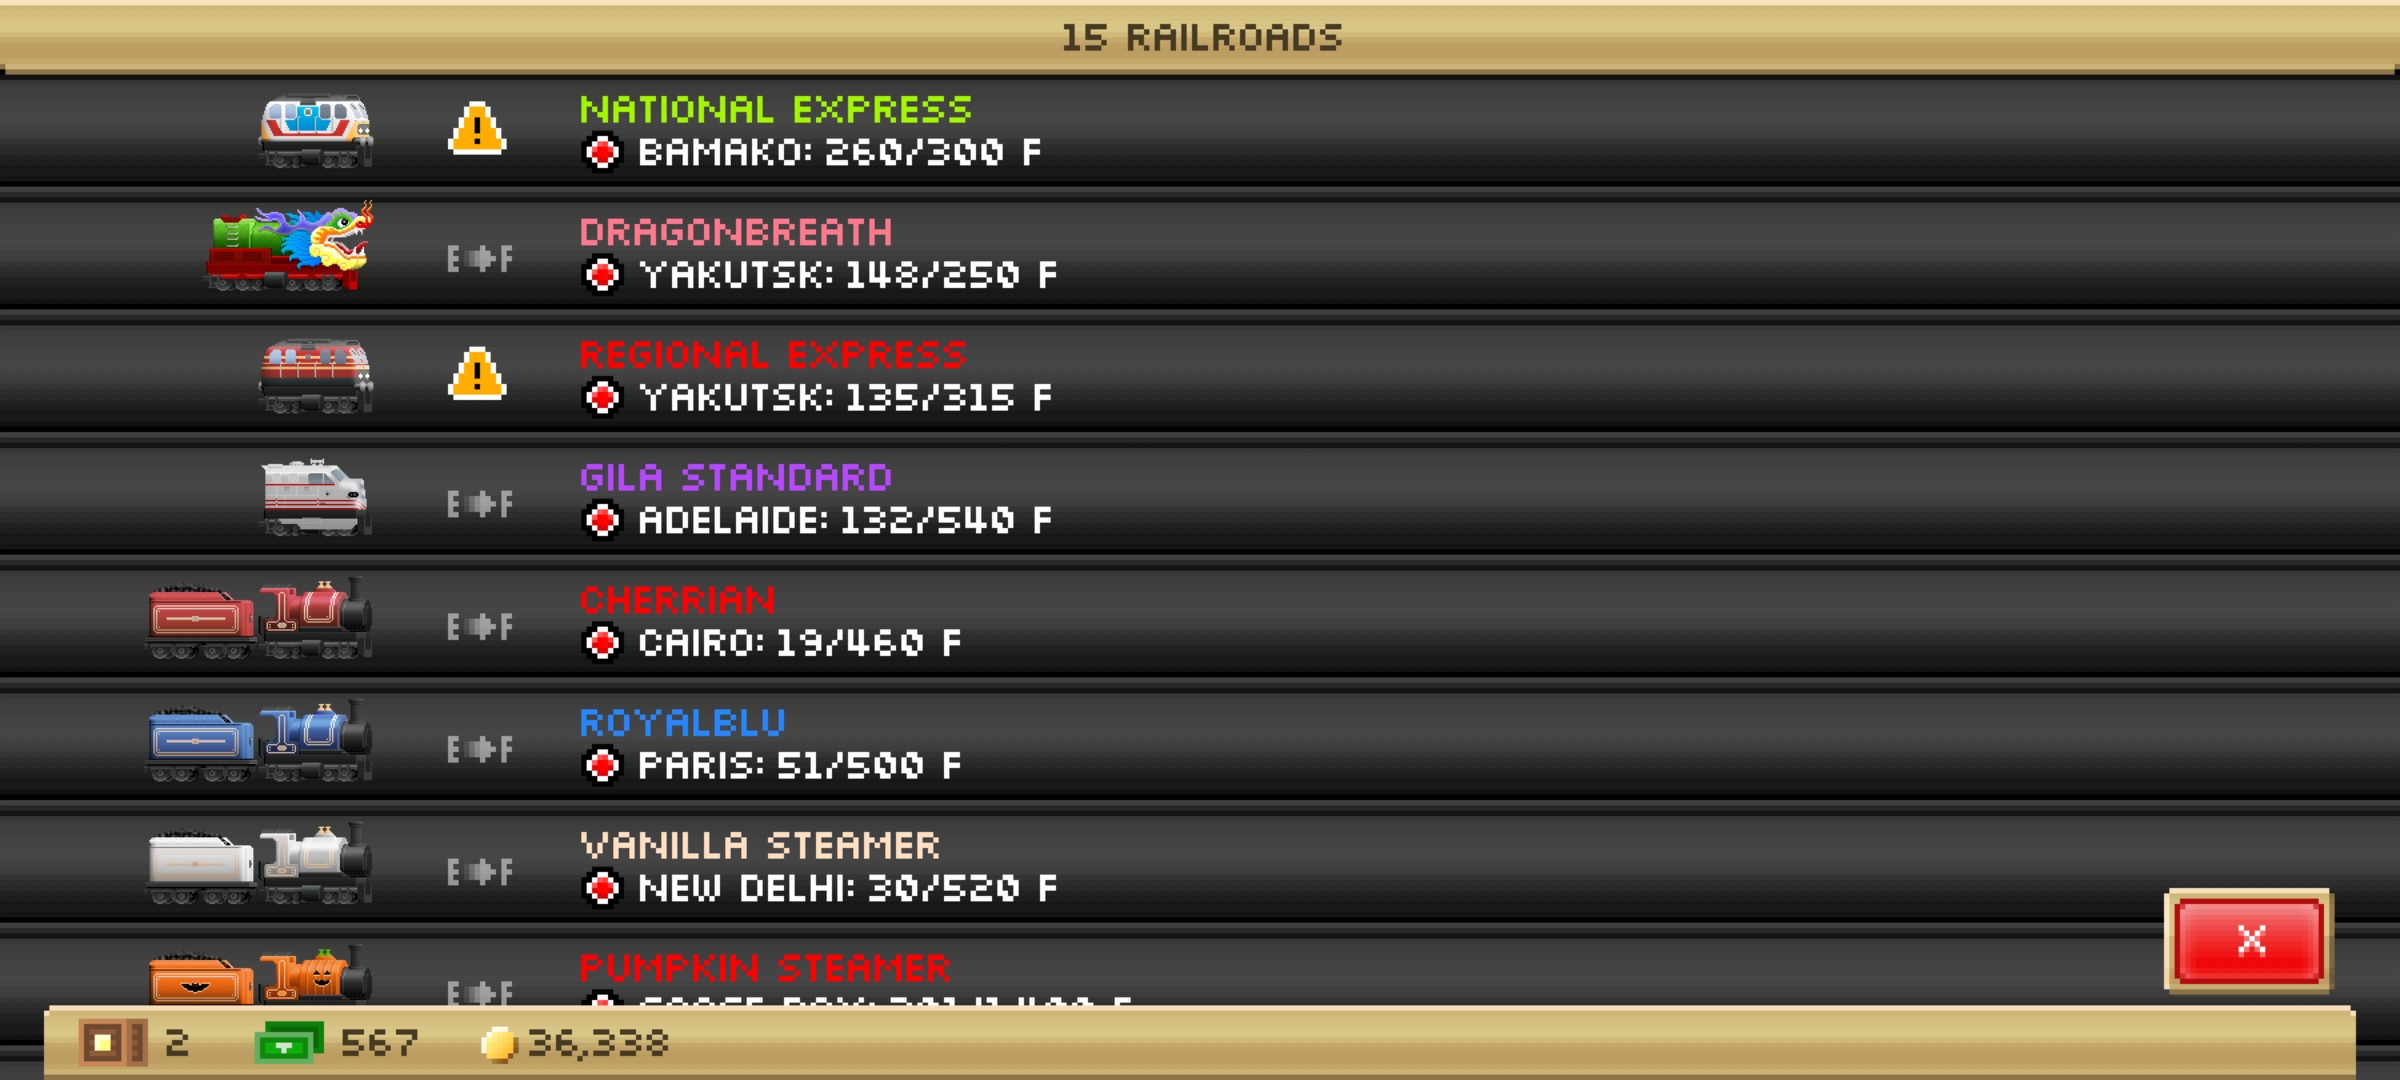 15 RAILROADS
NATIONAL EXPRESS
BAMAKO: 260/300 F
DRAGONBREATH
E F
YAKUTSK: 148/250 F
REGIONAL EXPRESS
YAKUTSK: 135/315 F
GILA STANDARD
E F
ADELAIDE: 132/540 F
CHERRIAN
E F
CAIRO: 19/460 F
ROYALBLU
E F
PARIS: 51/500 F
VANILLA STEAMER
E F
NEW DELHI: 30/520 F
PUMPKIN STEAMER
E F
X
2 567 36,338